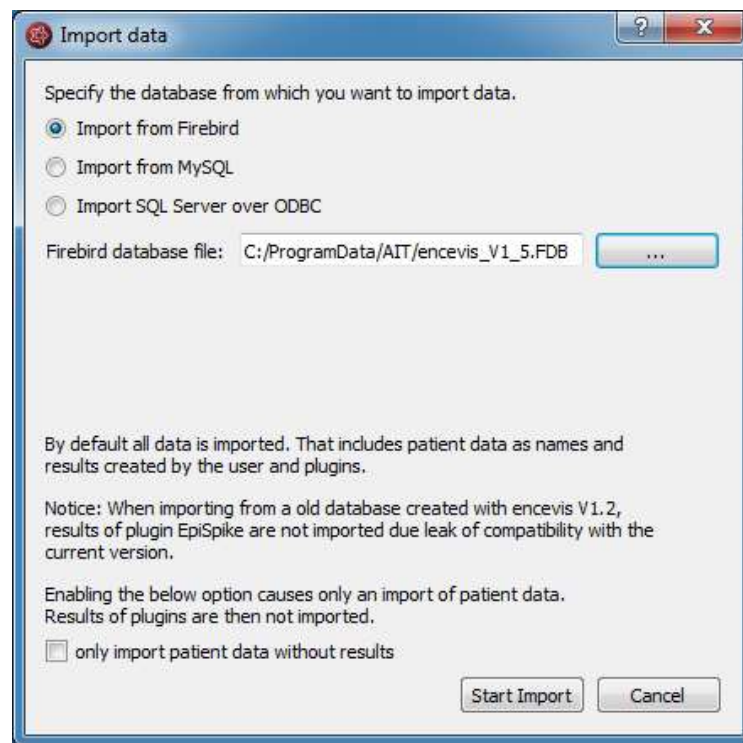 Import data
Specify the database from which you want to import data.
Import from Firebird
Import from MySQL
Import SQL Server over ODBC
Firebird database file: C:/ProgramData/AIT/encevis_V1_5.FDB ...
By default all data is imported. That includes patient data as names and
results created by the user and plugins.
Notice: When importing from a old database created with encevis V1.2,
results of plugin EpiSpike are not imported due leak of compatibility with the
current version.
Enabling the below option causes only an import of patient data.
Results of plugins are then not imported.
only import patient data without results
Start Import Cancel